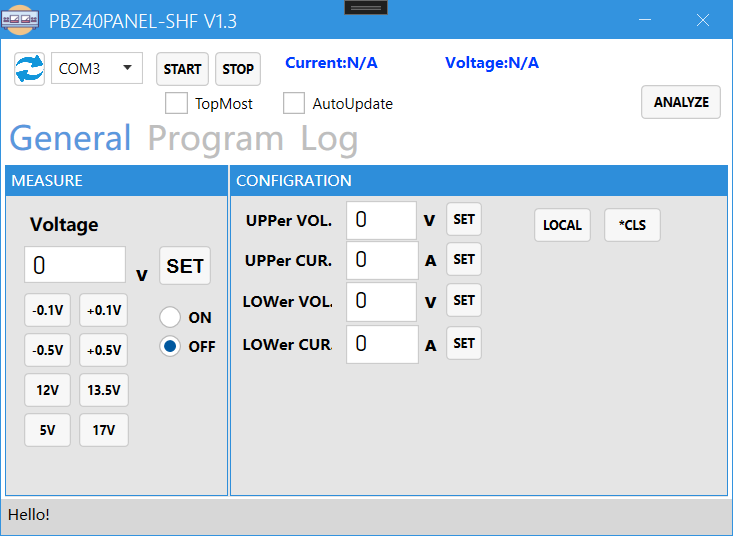 PBZ40PANEL-SHF V1.3
COM3 START STOP Current:N/A Voltage:N/A
TopMost AutoUpdate ANALYZE
General Program Log
MEASURE CONFIGRATION
Voltage
0 V SET
-0.1V +0.1V ON
-0.5V +0.5V OFF
12V 13.5V
5V 17V
UPPer VOL. 0 V SET LOCAL *CLS
UPPer CUR. 0 A SET
LOWer VOL. 0 V SET
LOWer CUR. 0 A SET
Hello!